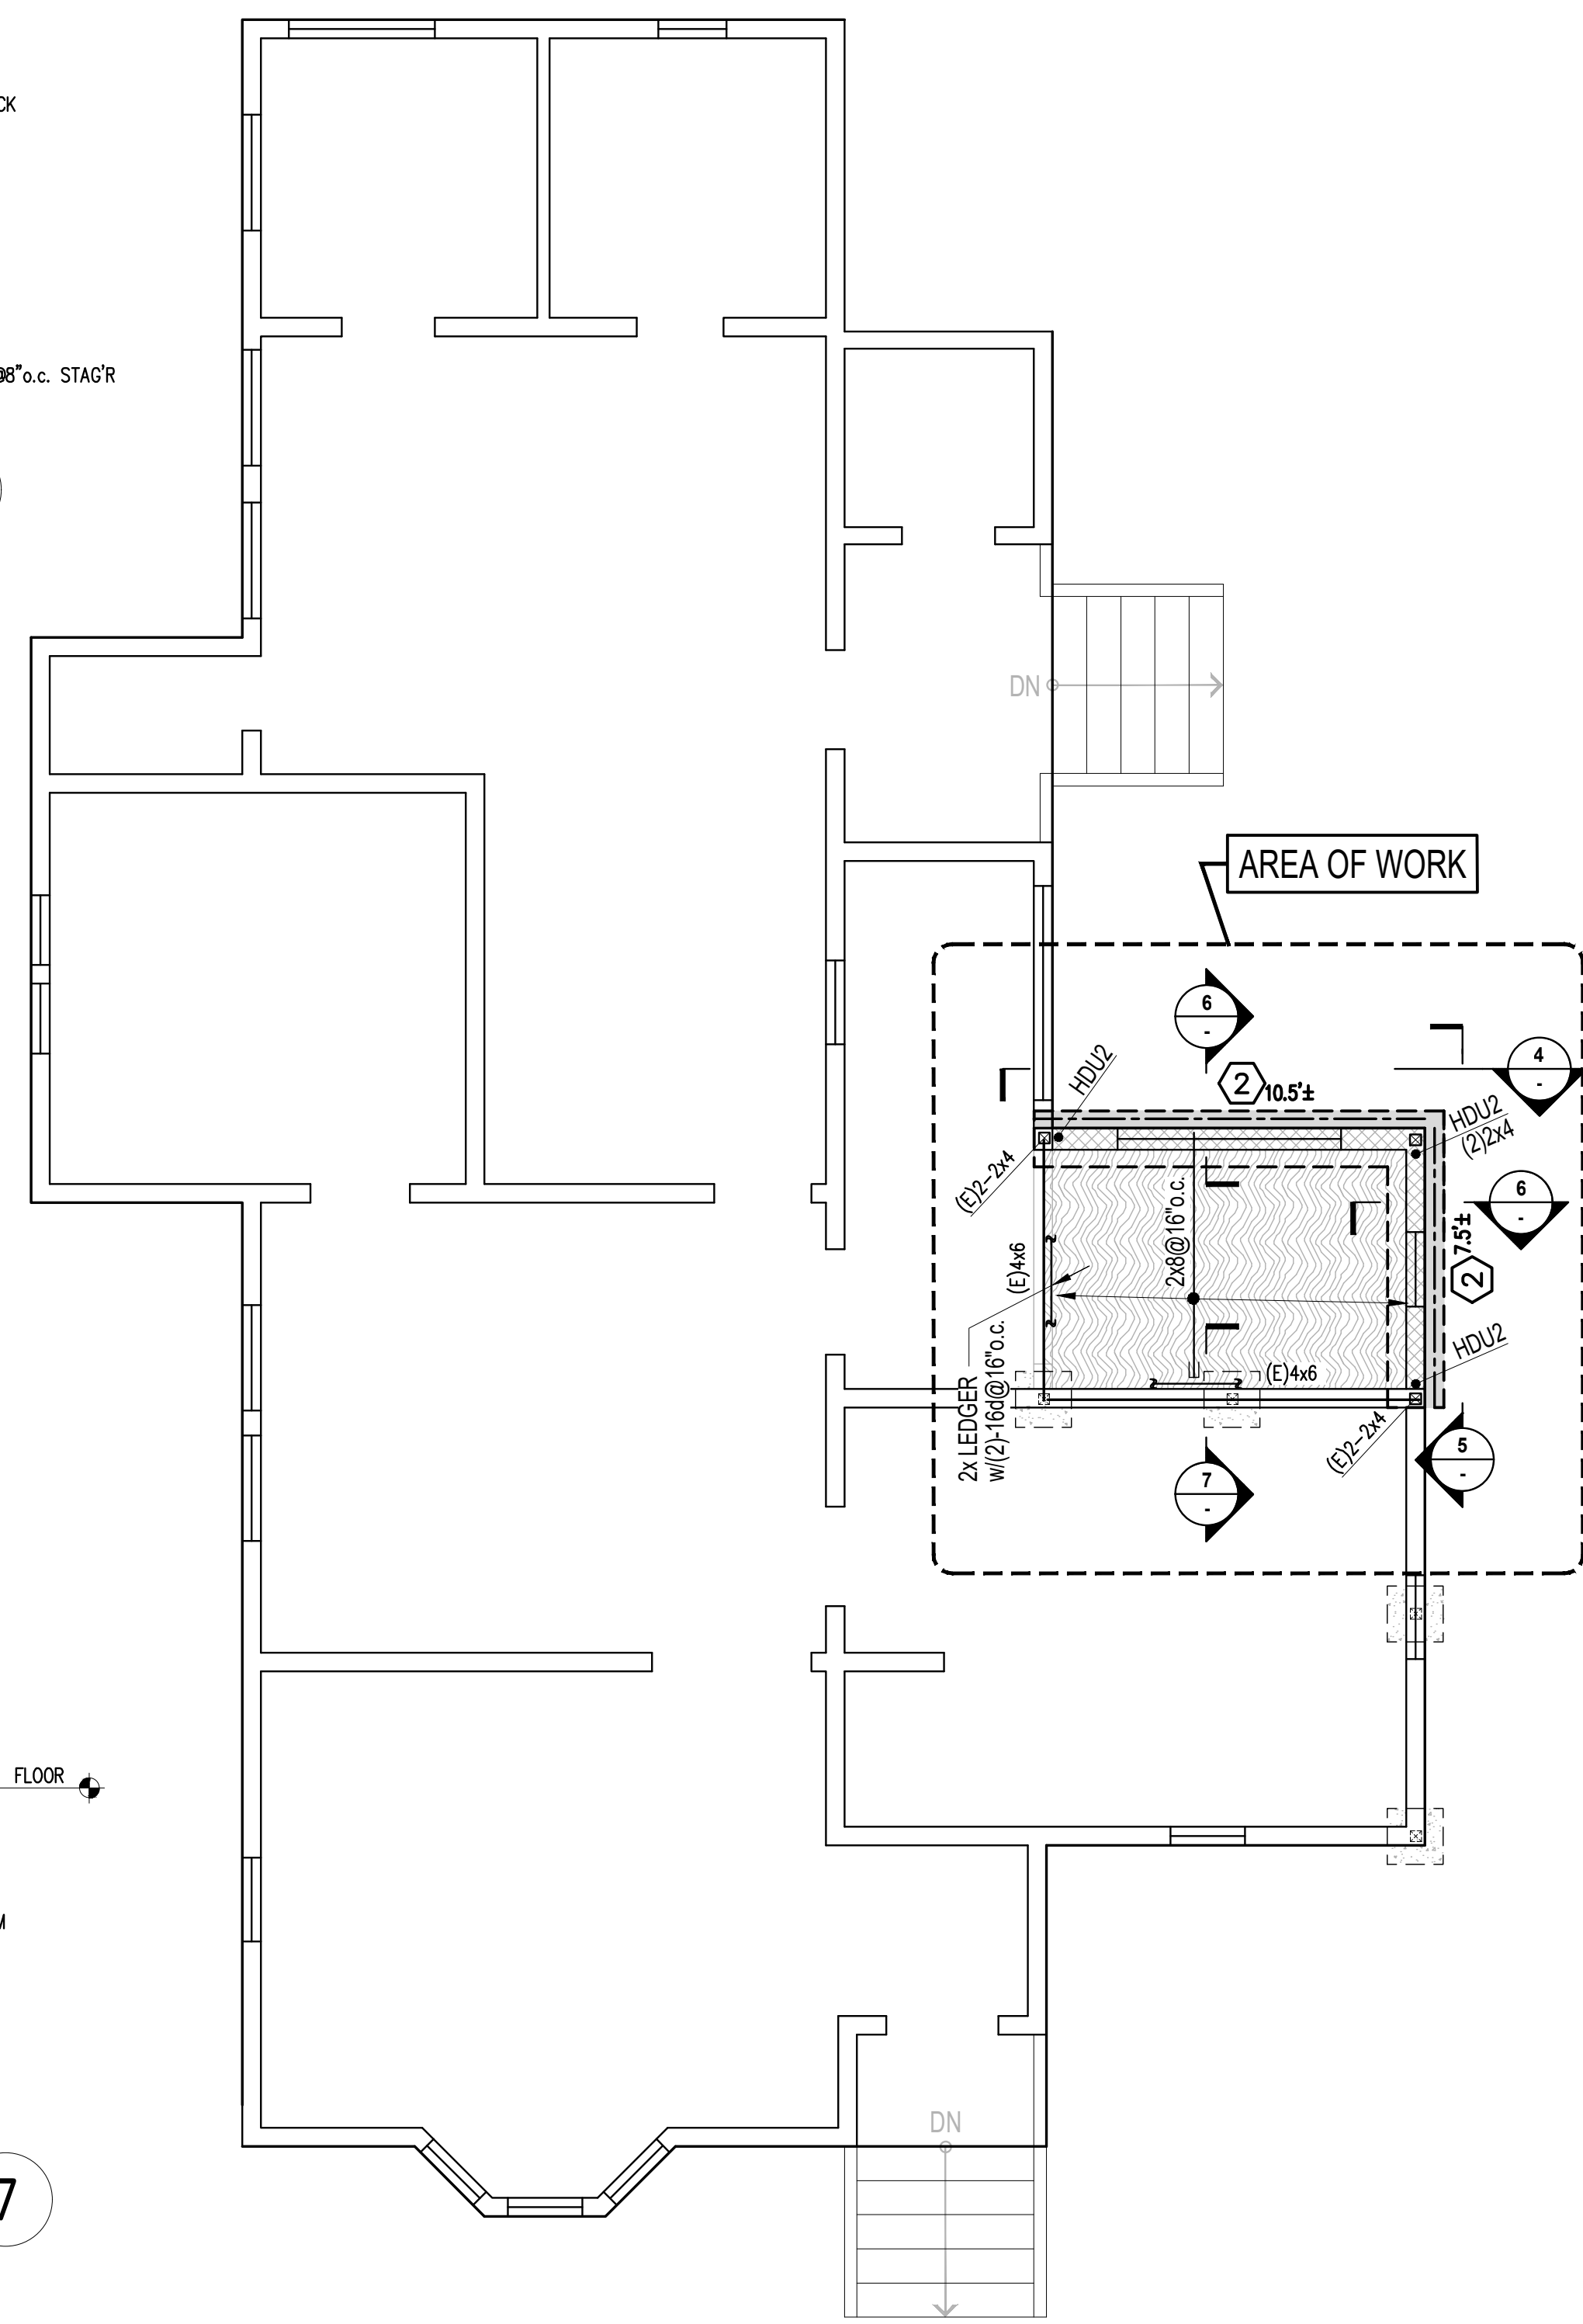 CK
@8"o.c. STAG'R
DN
AREA OF WORK
6
-
4
-
HDU2
2
10.5'±
HDU2
(2)2x4
(E)2-2x4
6
-
2x8@16"o.c.
7.5'±
2
(E)4x6
2x LEDGER
w/(2)-16d@16"o.c.
HDU2
(E)4x6
(E)2-2x4
5
-
7
-
FLOOR
M
DN
7